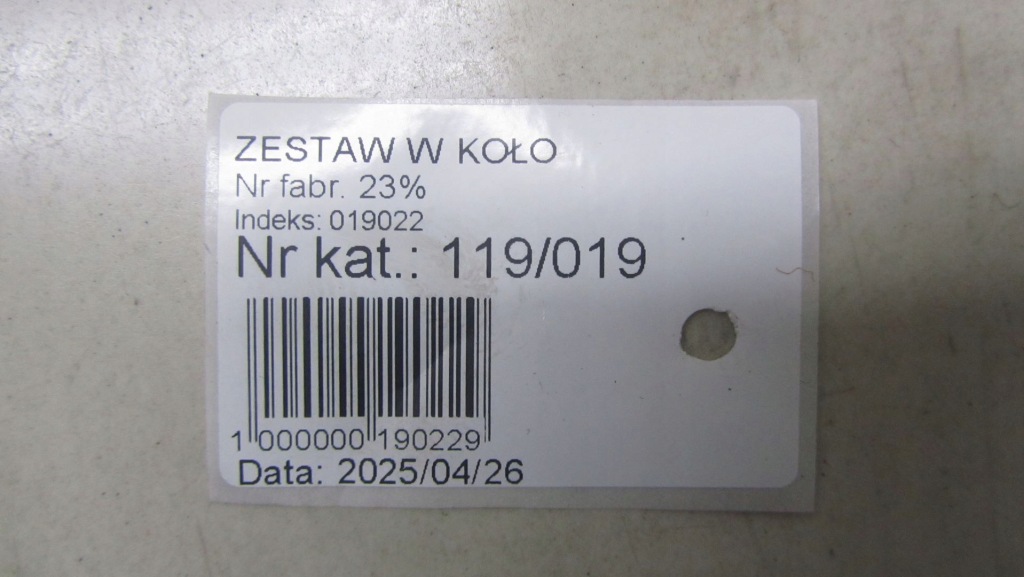 ZESTAW W KOŁO
Nr fabr. 23%
Indeks: 019022
Nr kat.: 119/019
1 000000 190229
Data: 2025/04/26